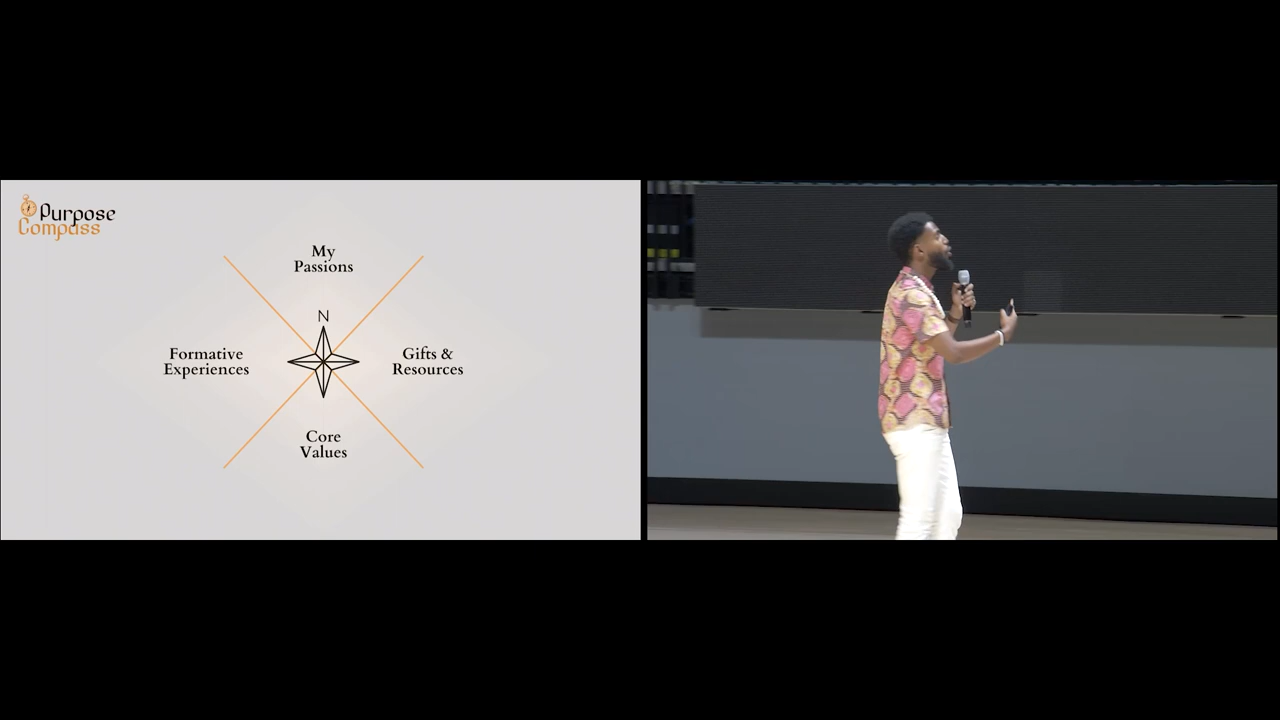 Purpose
Compass
My
Passions
N
Formative
Experiences
Gifts &
Resources
Core
Values